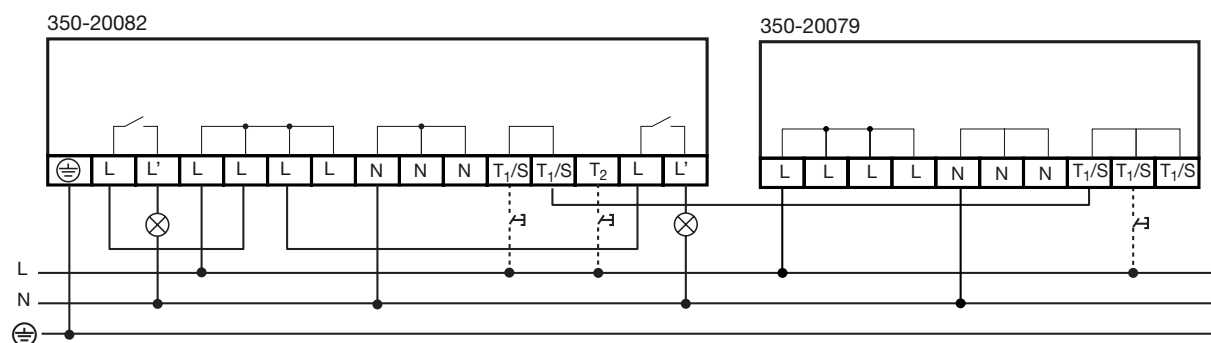 350-20082
350-20079
L L’ L L L L N N N T₁/S T₁/S T₂ L L’
L L L L N N N T₁/S T₁/S T₁/S
L
N